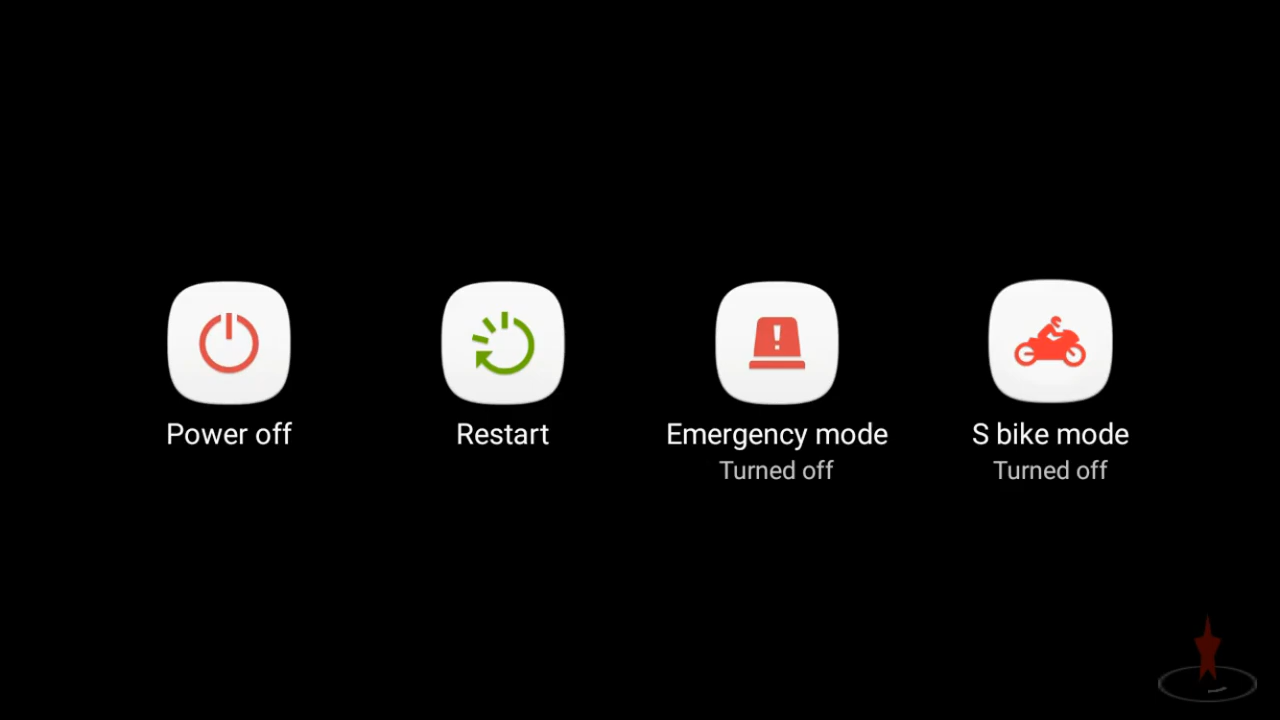 Power off
Restart
Emergency mode
Turned off
S bike mode
Turned off